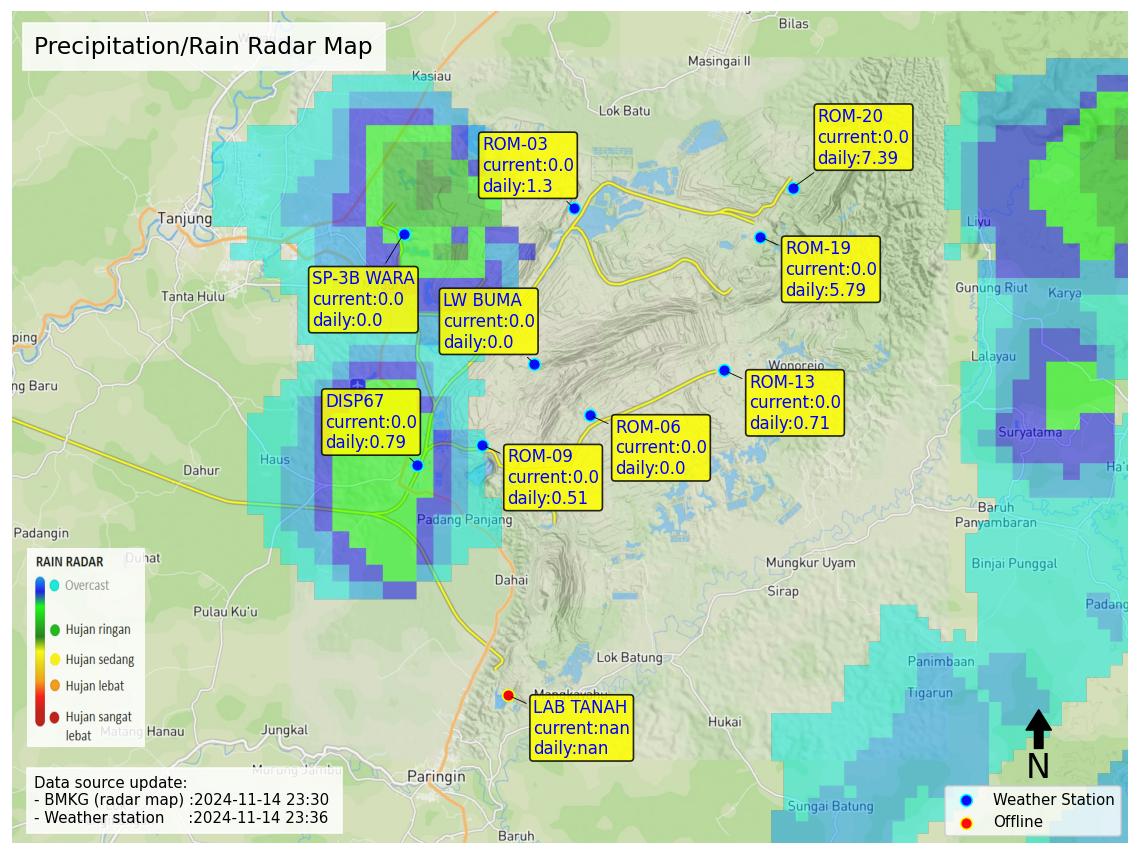 Precipitation/Rain Radar Map
Bilas
Masingai II
Kasiau
Lok Batu
ROM-20
current:0.0
daily:7.39
ROM-03
current:0.0
daily:1.3
Tanjung
Liyu
ROM-19
current:0.0
daily:5.79
SP-3B WARA
current:0.0
daily:0.0
Tanta Hulu
Gunung Riut
Karya
LW BUMA
current:0.0
daily:0.0
ping
ng Baru
Wonorejo
Lalayau
ROM-13
current:0.0
daily:0.71
DISP67
current:0.0
daily:0.79
ROM-06
current:0.0
daily:0.0
Suryatama
Haus
Dahur
ROM-09
current:0.0
daily:0.51
Ha'u
Padang Panjang
Baruh
Panyambaran
Padangin
Duhat
Mungkur Uyam
Binjai Punggal
Dahai
Sirap
Padang
Pulau Ku'u
RAIN RADAR
Overcast
Hujan ringan
Hujan sedang
Hujan lebat
Hujan sangat
lebat
Lok Batung
Panimbaan
Tigarun
Mangkayahu
LAB TANAH
current:nan
daily:nan
Hukai
Matang Hanau
Jungkal
Murung Jambu
Paringin
N
Data source update:
- BMKG (radar map) :2024-11-14 23:30
- Weather station :2024-11-14 23:36
Sungai Batung
Baruh
Weather Station
Offline